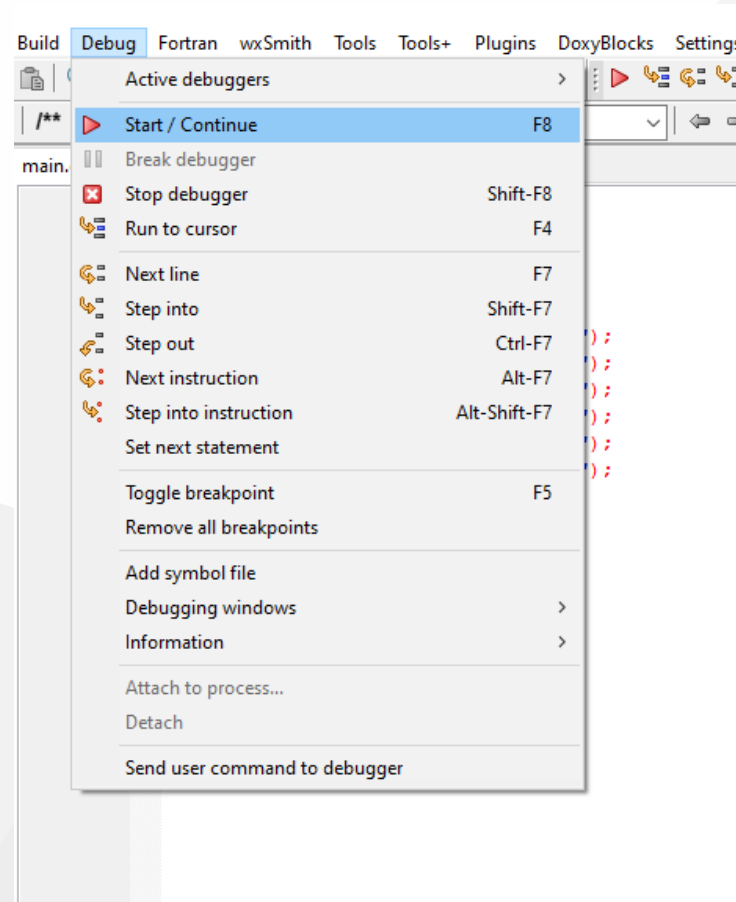 Build Debug Fortran wxSmith Tools Tools+ Plugins DoxyBlocks Settings
Active debuggers
/**
Start / Continue F8
main.
Break debugger
Stop debugger Shift-F8
Run to cursor F4
Next line F7
Step into Shift-F7
Step out Ctrl-F7
Next instruction Alt-F7
Step into instruction Alt-Shift-F7
Set next statement
Toggle breakpoint F5
Remove all breakpoints
Add symbol file
Debugging windows
Information
Attach to process...
Detach
Send user command to debugger
");
");
");
");
");
");